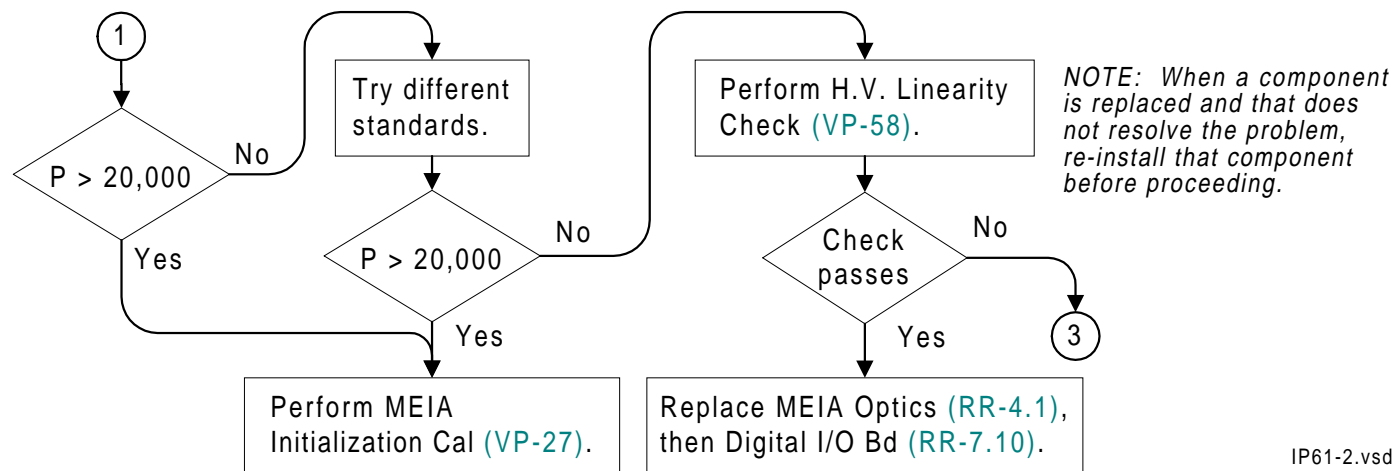 1
P > 20,000
No
Yes
Try different
standards.
P > 20,000
No
Yes
Perform MEIA
Initialization Cal (VP-27).
Perform H.V. Linearity
Check (VP-58).
Check
passes
No
Yes
3
Replace MEIA Optics (RR-4.1),
then Digital I/O Bd (RR-7.10).
NOTE: When a component
is replaced and that does
not resolve the problem,
re-install that component
before proceeding.
IP61-2.vsd